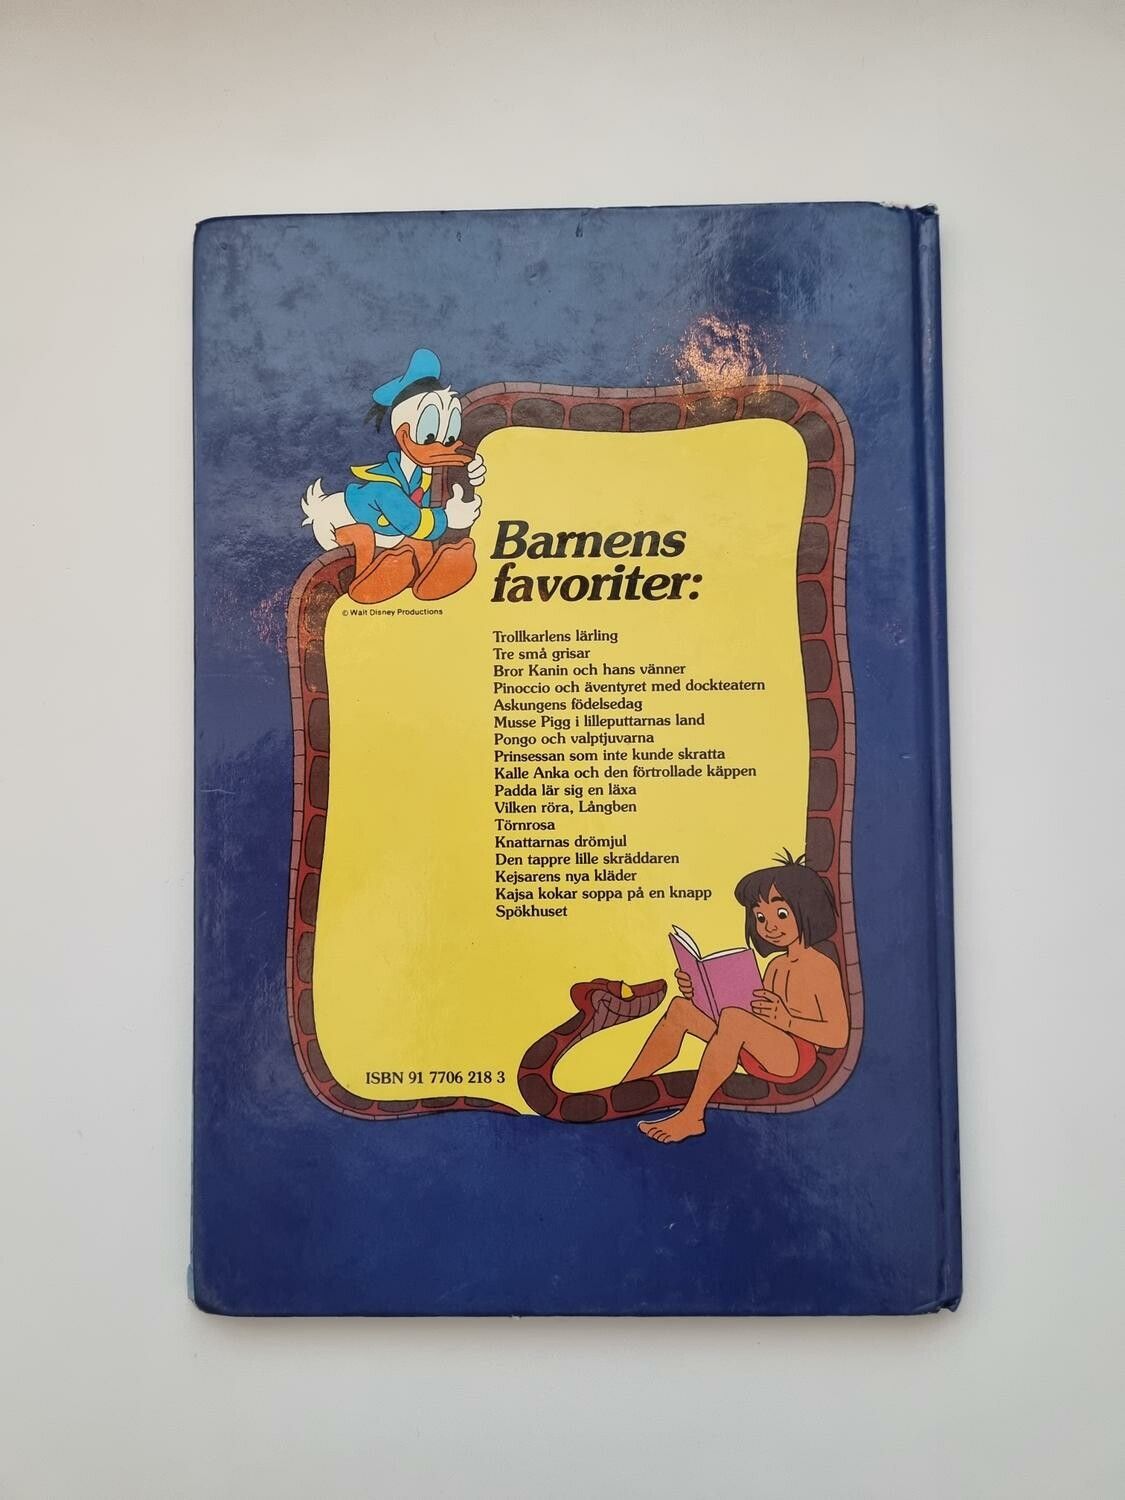 Barnens
favoriter:
© Walt Disney Productions
Trollkarlens lärling
Tre små grisar
Bror Kanin och hans vänner
Pinoccio och äventyret med dockteatern
Askungens födelsedag
Musse Pigg i lilleputtarnas land
Pongo och valptjuvarna
Prinsessan som inte kunde skratta
Kalle Anka och den förtrollade käppen
Padda lär sig en läxa
Vilken röra, Långben
Törnrosa
Knattarnas drömjul
Den tappre lille skräddaren
Kejsarens nya kläder
Kajsa kokar soppa på en knapp
Spökhuset
ISBN 91 7706 218 3